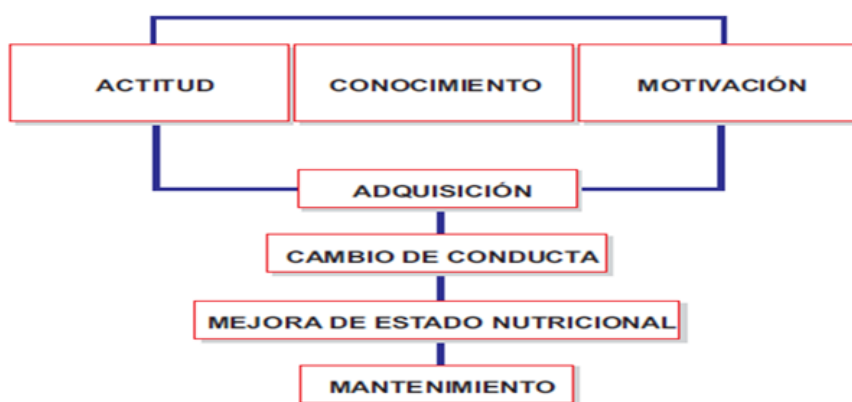 ACTITUD
CONOCIMIENTO
MOTIVACIÓN
ADQUISICIÓN
CAMBIO DE CONDUCTA
MEJORA DE ESTADO NUTRICIONAL
MANTENIMIENTO